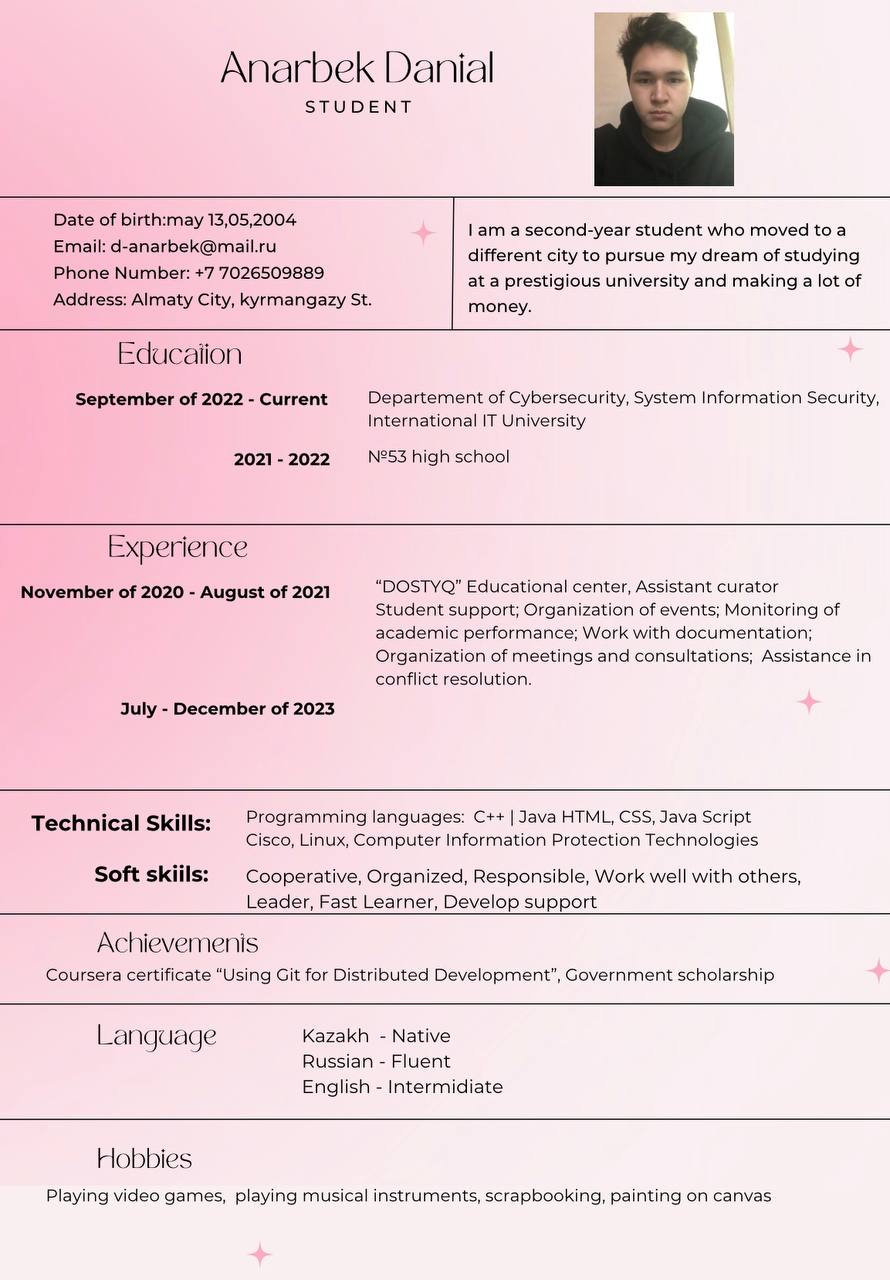 Anarbek Danial
STUDENT
Date of birth:may 13,05,2004
Email: d-anarbek@mail.ru
Phone Number: +7 7026509889
Address: Almaty City, kyrmangazy St.
I am a second-year student who moved to a
different city to pursue my dream of studying
at a prestigious university and making a lot of
money.
Education
September of 2022 - Current
Departement of Cybersecurity, System Information Security,
International IT University
2021 - 2022
№53 high school
Experience
November of 2020 - August of 2021
“DOSTYQ” Educational center, Assistant curator
Student support; Organization of events; Monitoring of
academic performance; Work with documentation;
Organization of meetings and consultations;  Assistance in
conflict resolution.
July - December of 2023
Technical Skills:
Programming languages:  C++ | Java HTML, CSS, Java Script
Cisco, Linux, Computer Information Protection Technologies
Soft skiils:
Cooperative, Organized, Responsible, Work well with others,
Leader, Fast Learner, Develop support
Achievements
Coursera certificate “Using Git for Distributed Development”, Government scholarship
Language
Kazakh  - Native
Russian - Fluent
English - Intermidiate
Hobbies
Playing video games,  playing musical instruments, scrapbooking, painting on canvas